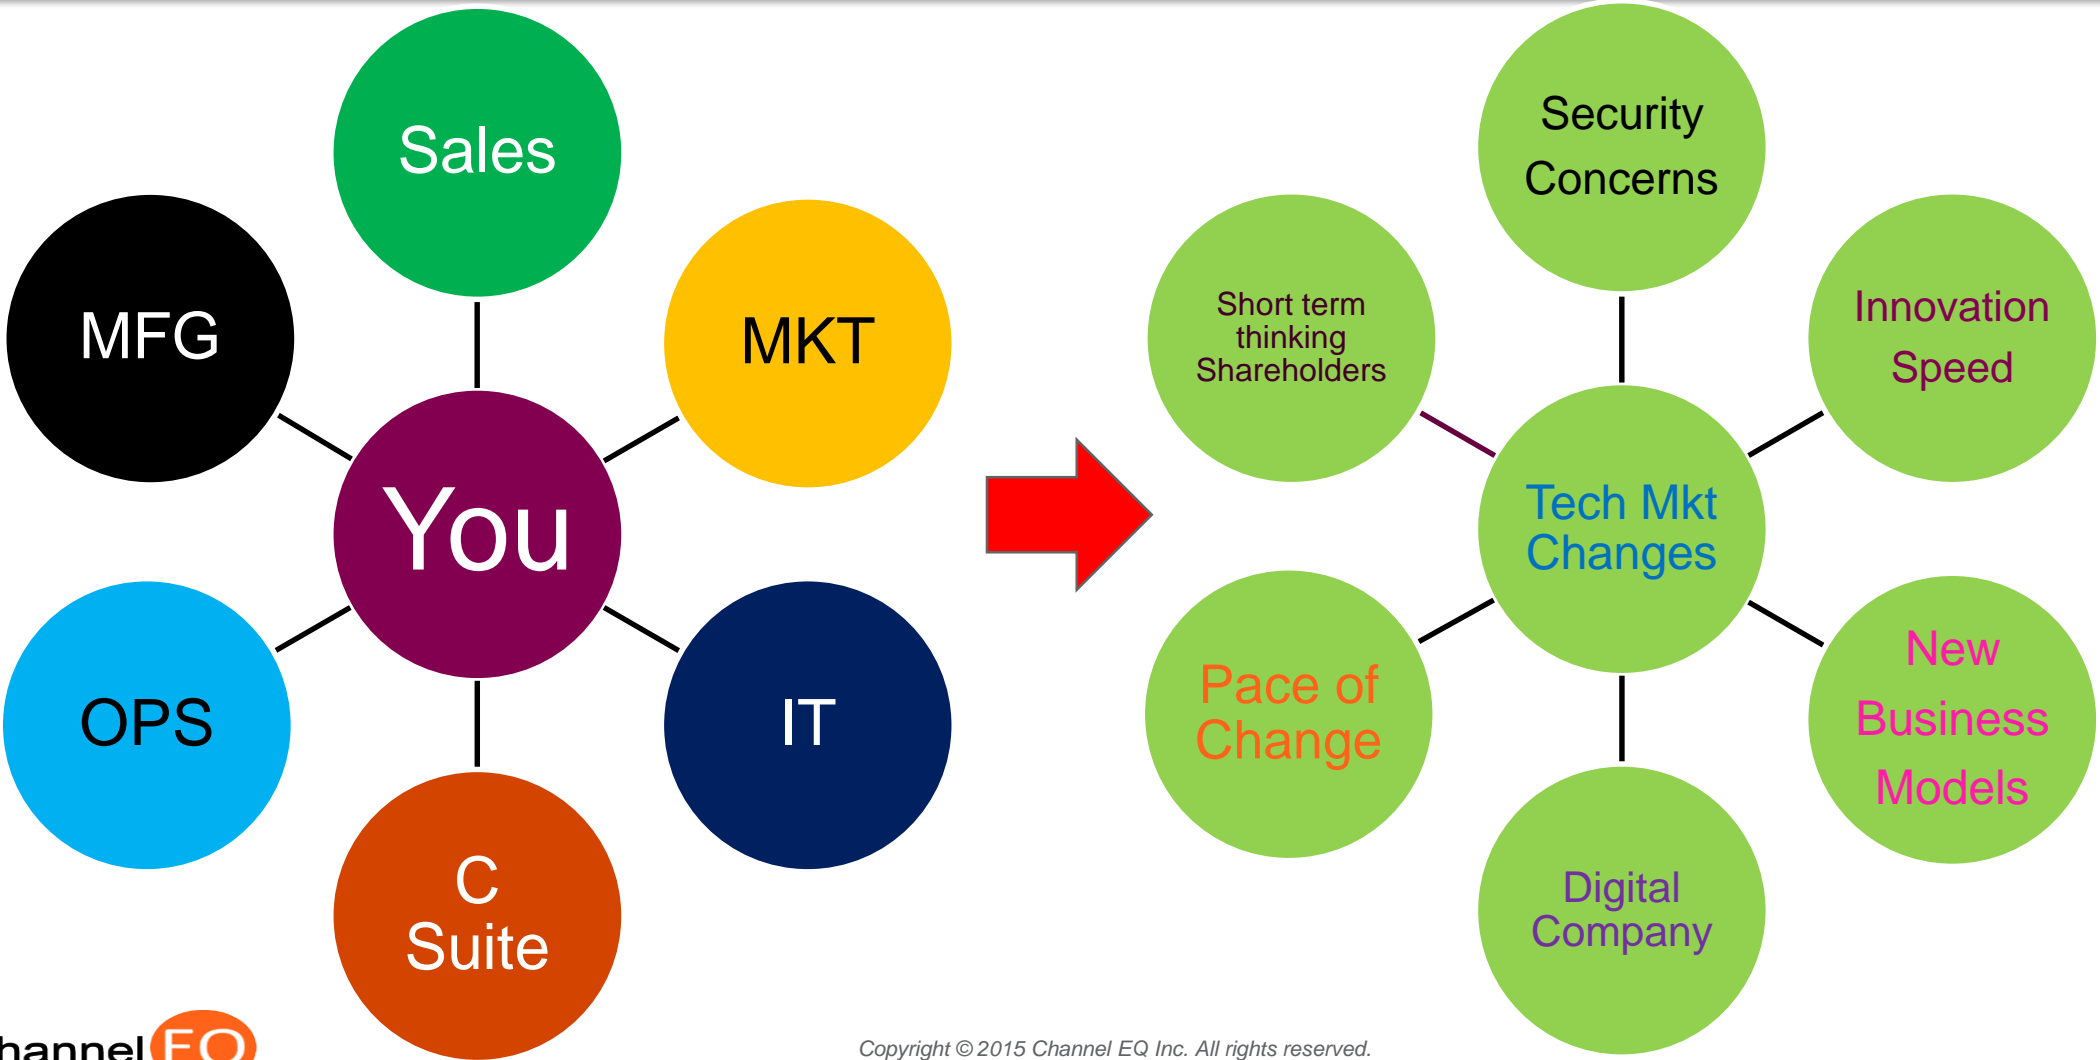 Sales
MFG
MKT
You
OPS
IT
C
Suite
Security
Concerns
Short term
thinking
Shareholders
Innovation
Speed
Tech Mkt
Changes
Pace of
Change
New
Business
Models
Digital
Company
hannel EQ
Copyright © 2015 Channel EQ Inc. All rights reserved.